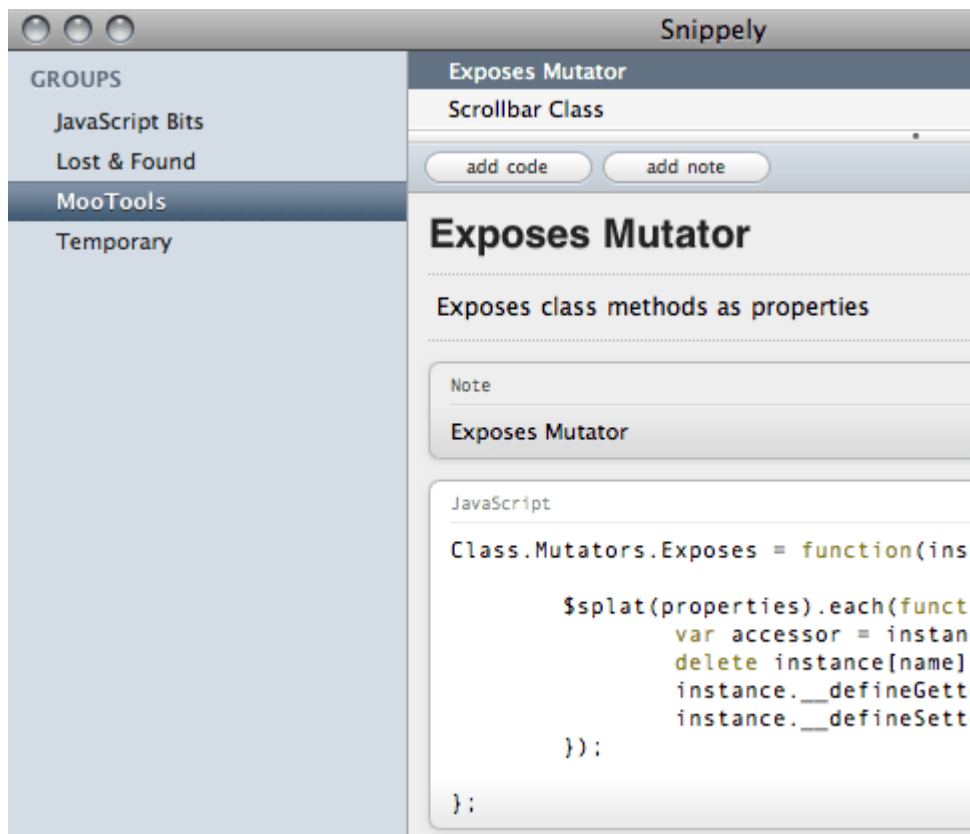 Snippely
GROUPS
JavaScript Bits
Lost & Found
MooTools
Temporary
Exposes Mutator
Scrollbar Class
add code
add note
Exposes Mutator
Exposes class methods as properties
Note
Exposes Mutator
JavaScript
Class.Mutators.Exposes = function(ins
$splat(properties).each(funct
var accessor = instan
delete instance[name]
instance.__defineGett
instance.__defineSett
});
};